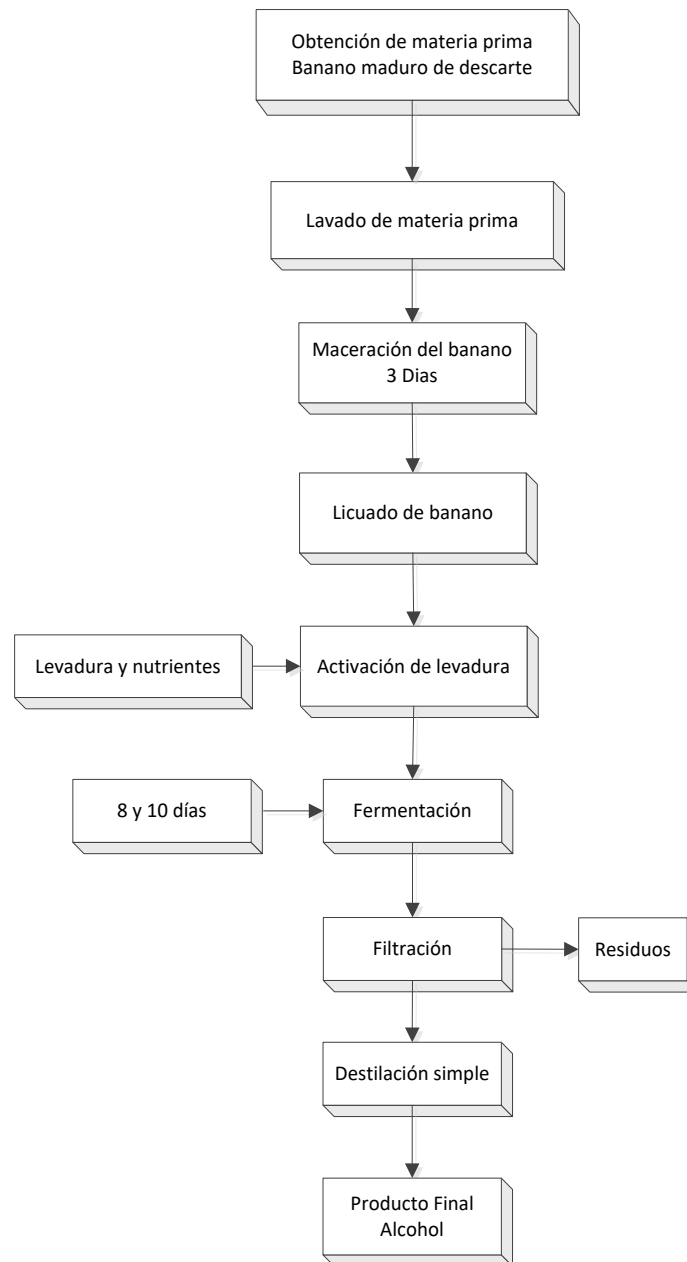 Obtención de materia prima
Banano maduro de descarte
Lavado de materia prima
Maceración del banano
3 Dias
Licuado de banano
Levadura y nutrientes
Activación de levadura
8 y 10 días
Fermentación
Filtración
Residuos
Destilación simple
Producto Final
Alcohol